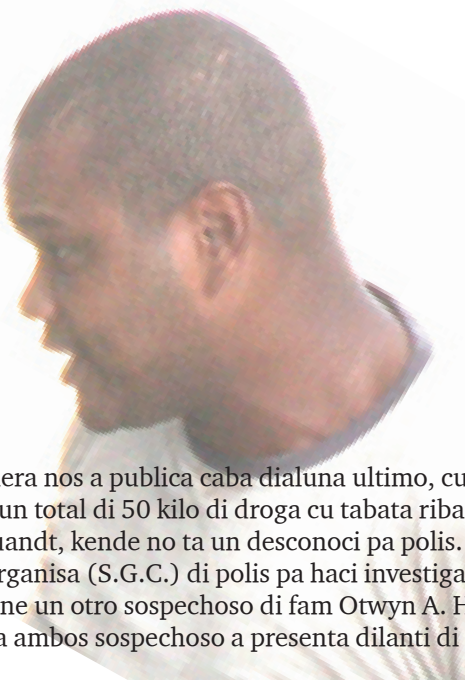 era nos a publica caba dialuna ultimo, cu
un total di 50 kilo di droga cu tabata riba
uandt, kende no ta un desconoci pa polis.
rganisa (S.G.C.) di polis pa haci investiga
ne un otro sospechoso di fam Otwyn A. H
a ambos sospechoso a presenta dilanti di